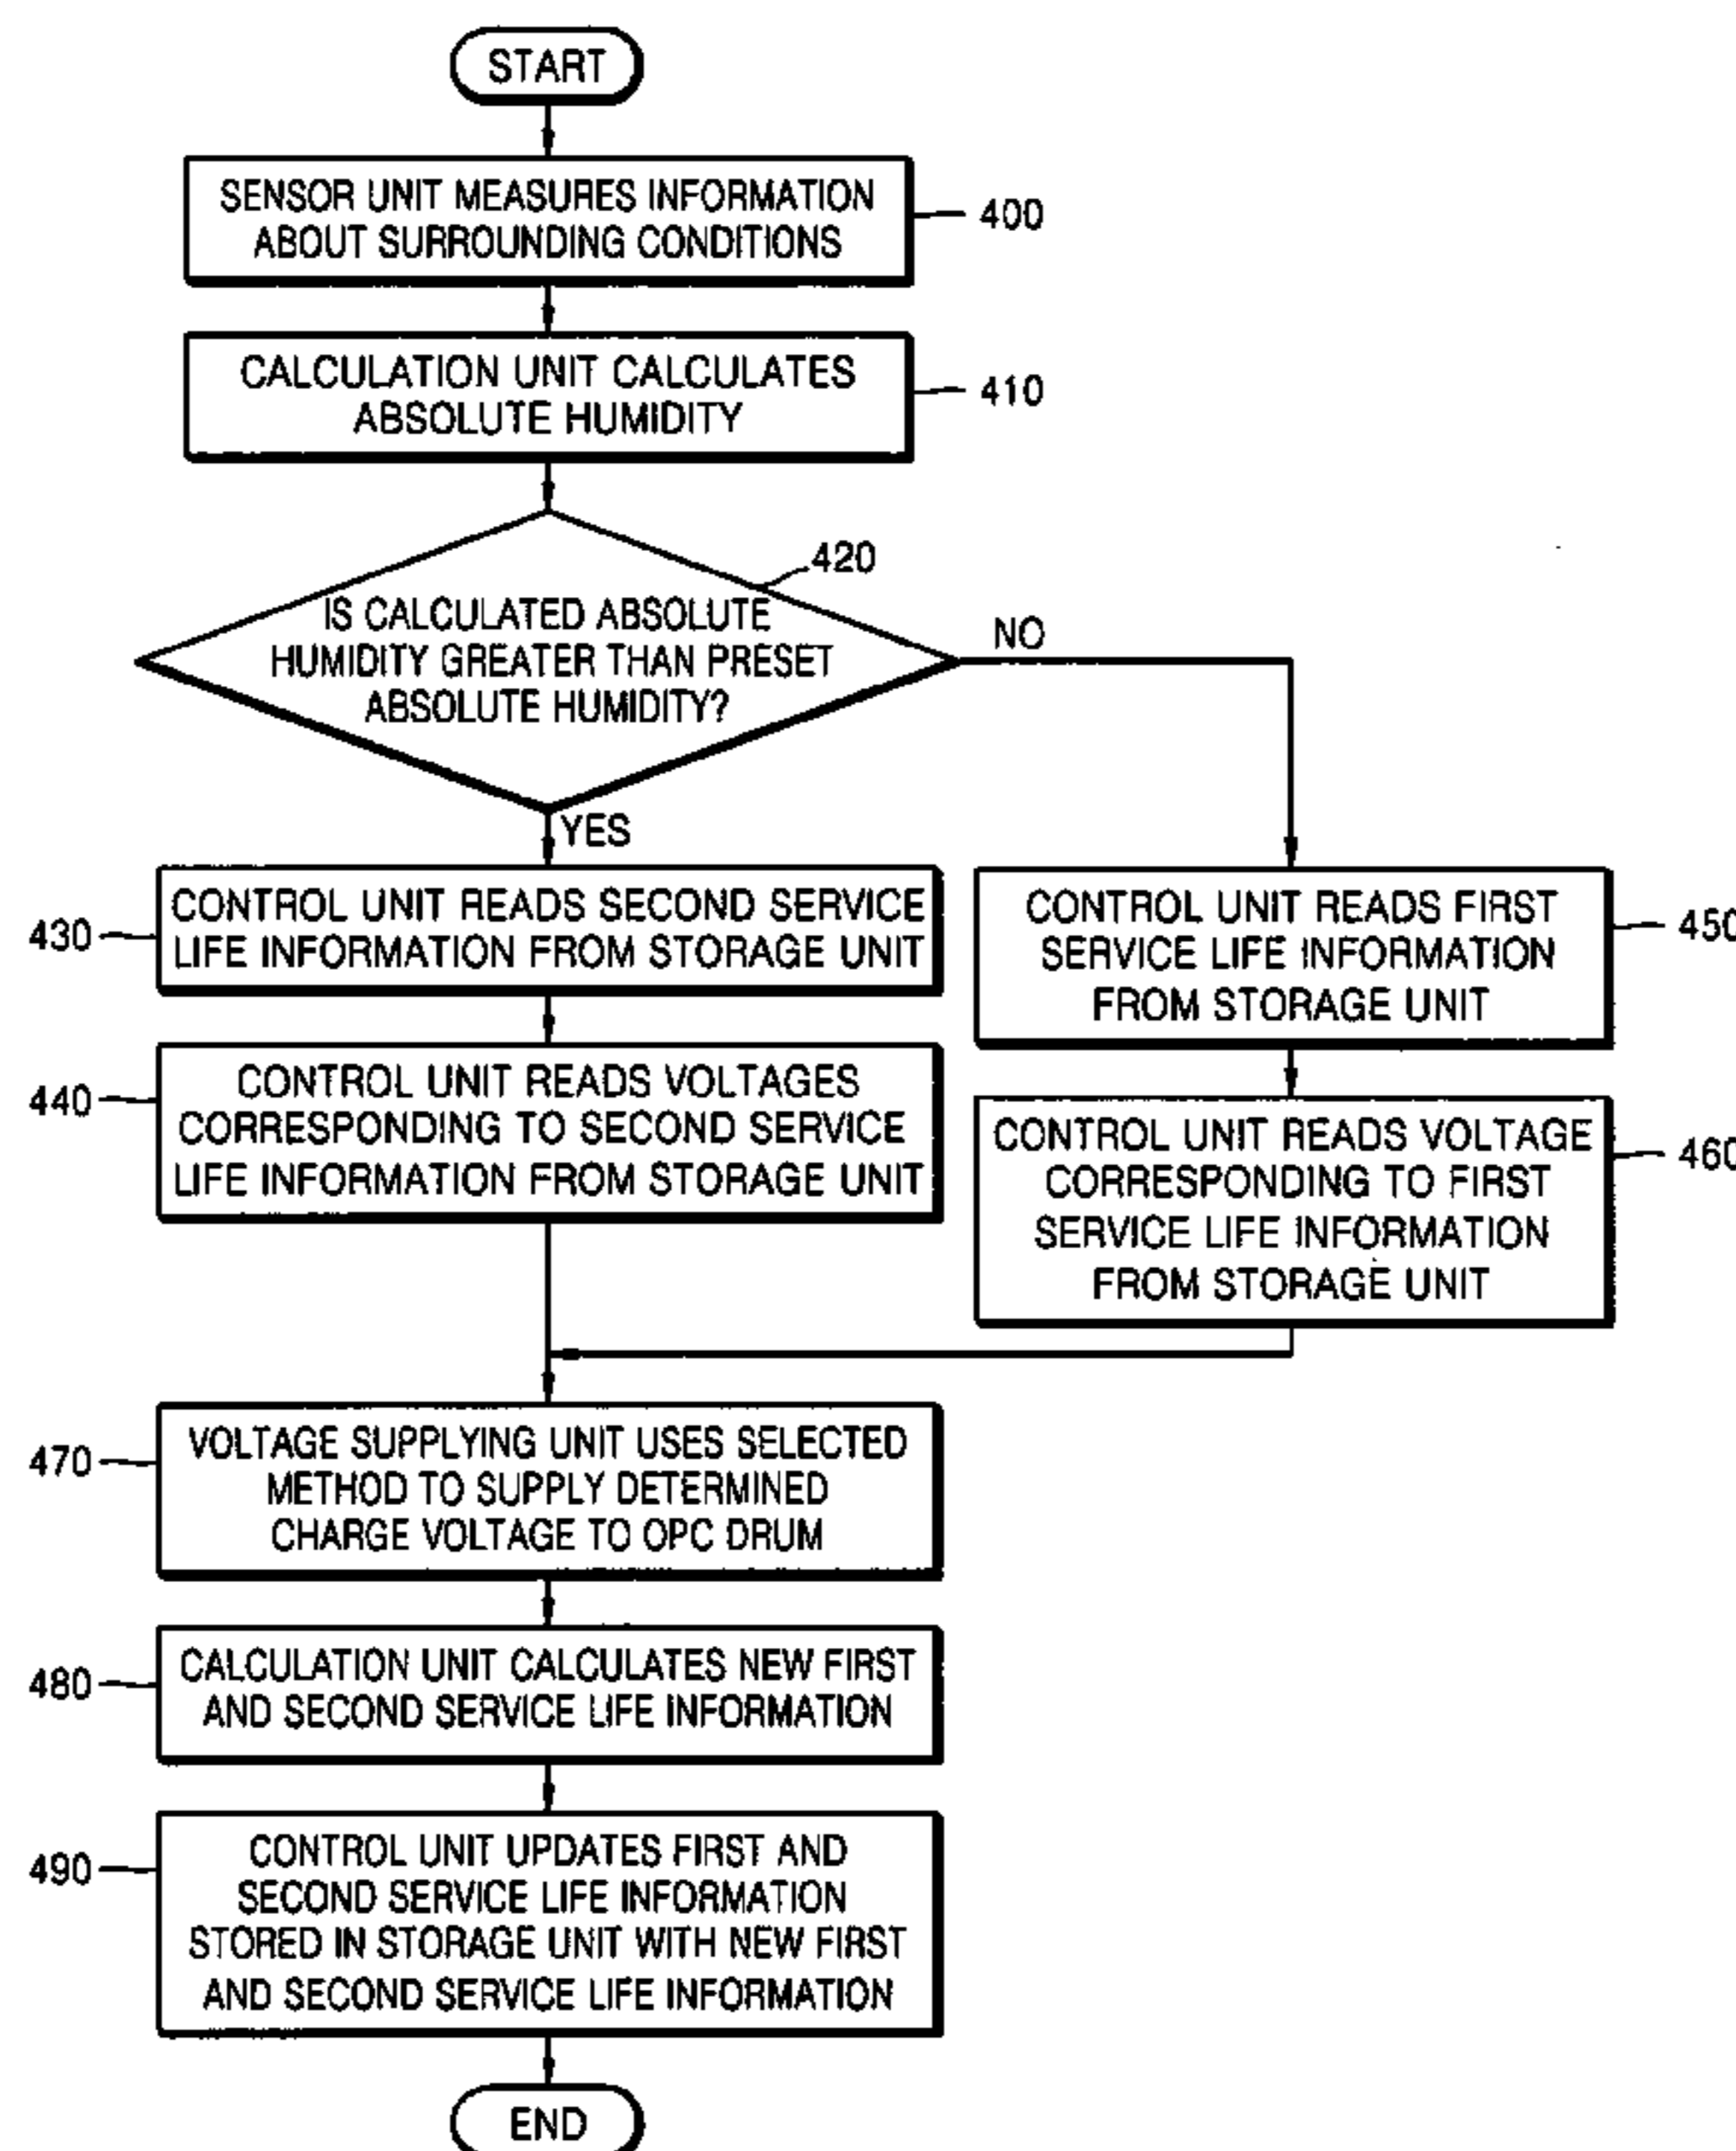 START
SENSOR UNIT MEASURES INFORMATION
ABOUT SURROUNDING CONDITIONS
400
CALCULATION UNIT CALCULATES
ABSOLUTE HUMIDITY
410
420
IS CALCULATED ABSOLUTE
HUMIDITY GREATER THAN PRESET
ABSOLUTE HUMIDITY?
NO
YES
430
CONTROL UNIT READS SECOND SERVICE
LIFE INFORMATION FROM STORAGE UNIT
CONTROL UNIT READS FIRST
SERVICE LIFE INFORMATION
FROM STORAGE UNIT
450
440
CONTROL UNIT READS VOLTAGES
CORRESPONDING TO SECOND SERVICE
LIFE INFORMATION FROM STORAGE UNIT
CONTROL UNIT READS VOLTAGE
CORRESPONDING TO FIRST
SERVICE LIFE INFORMATION
FROM STORAGE UNIT
460
470
VOLTAGE SUPPLYING UNIT USES SELECTED
METHOD TO SUPPLY DETERMINED
CHARGE VOLTAGE TO OPC DRUM
480
CALCULATION UNIT CALCULATES NEW FIRST
AND SECOND SERVICE LIFE INFORMATION
490
CONTROL UNIT UPDATES FIRST AND
SECOND SERVICE LIFE INFORMATION
STORED IN STORAGE UNIT WITH NEW FIRST
AND SECOND SERVICE LIFE INFORMATION
END